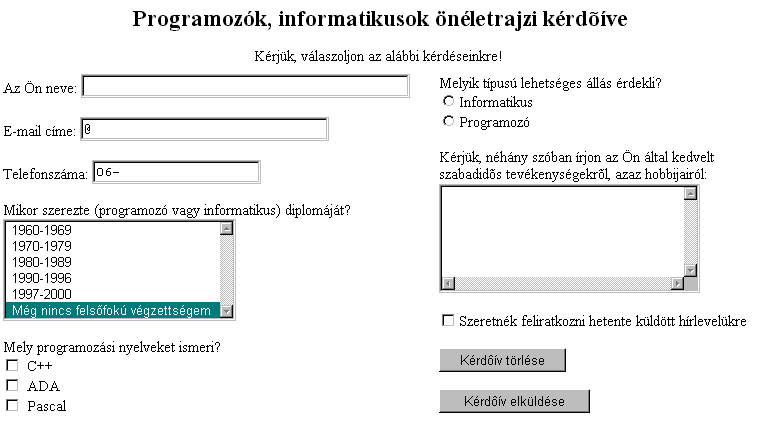 Programozók, informatikusok önéletrajzi kérdõíve
Kérjük, válaszoljon az alábbi kérdéseinkre!
Az Ön neve:
E-mail címe: @
Telefonszáma: 06-
Mikor szerezte (programozó vagy informatikus) diplomáját?
1960-1969
1970-1979
1980-1989
1990-1996
1997-2000
Még nincs felsőfokú végzettségem
Mely programozási nyelveket ismeri?
C++
ADA
Pascal
Melyik típusú lehetséges állás érdekli?
Informatikus
Programozó
Kérjük, néhány szóban írjon az Ön által kedvelt
szabadidõs tevékenységekrõl, azaz hobbijairól:
Szeretnék feliratkozni hetente küldött hírlevelükre
Kérdőív törlése
Kérdőív elküldése